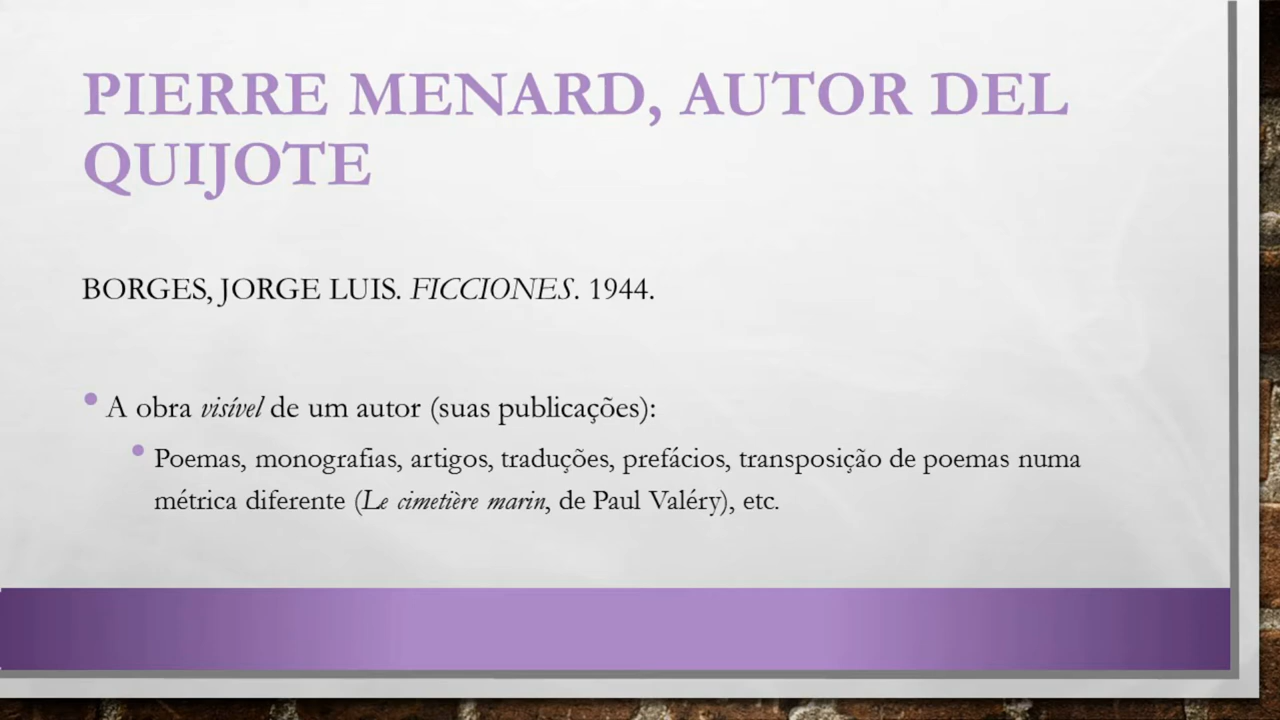 PIERRE MENARD, AUTOR DEL
QUIJOTE
BORGES, JORGE LUIS. FICCIONES. 1944.
• A obra visível de um autor (suas publicações):
• Poemas, monografias, artigos, traduções, prefácios, transposição de poemas numa
métrica diferente (Le cimetière marin, de Paul Valéry), etc.